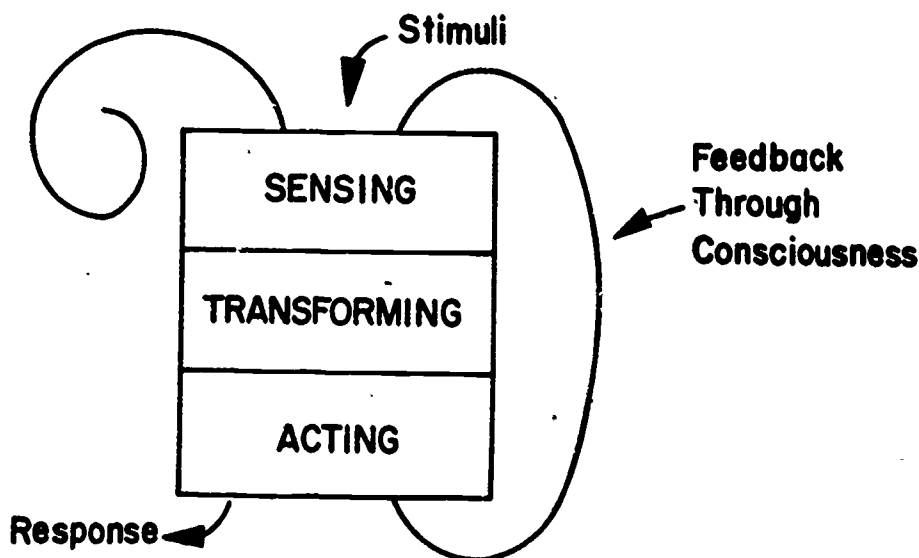 Stimuli
SENSING
Feedback
Through
Consciousness
TRANSFORMING
ACTING
Response